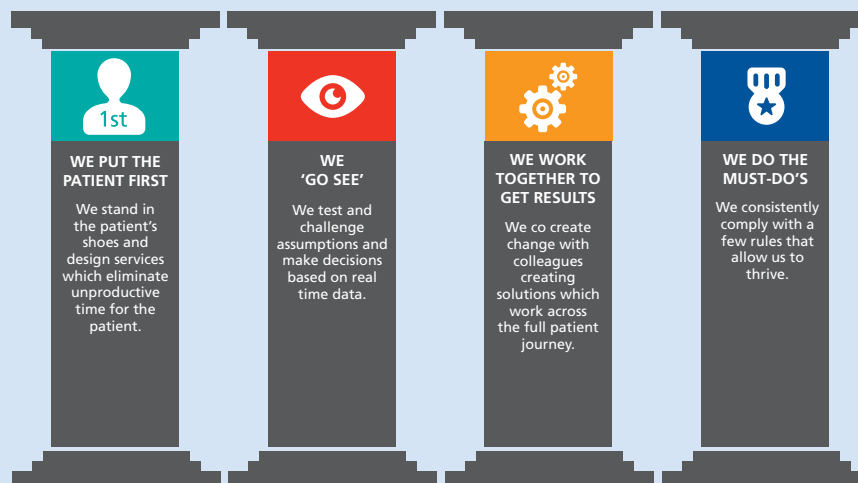 1st
WE PUT THE
PATIENT FIRST
We stand in
the patient's
shoes and
design services
which eliminate
unproductive
time for the
patient.
WE
‘GO SEE’
We test and
challenge
assumptions and
make decisions
based on real
time data.
WE WORK
TOGETHER TO
GET RESULTS
We co create
change with
colleagues
creating
solutions which
work across
the full patient
journey.
WE DO THE
MUST-DO'S
We consistently
comply with a
few rules that
allow us to
thrive.